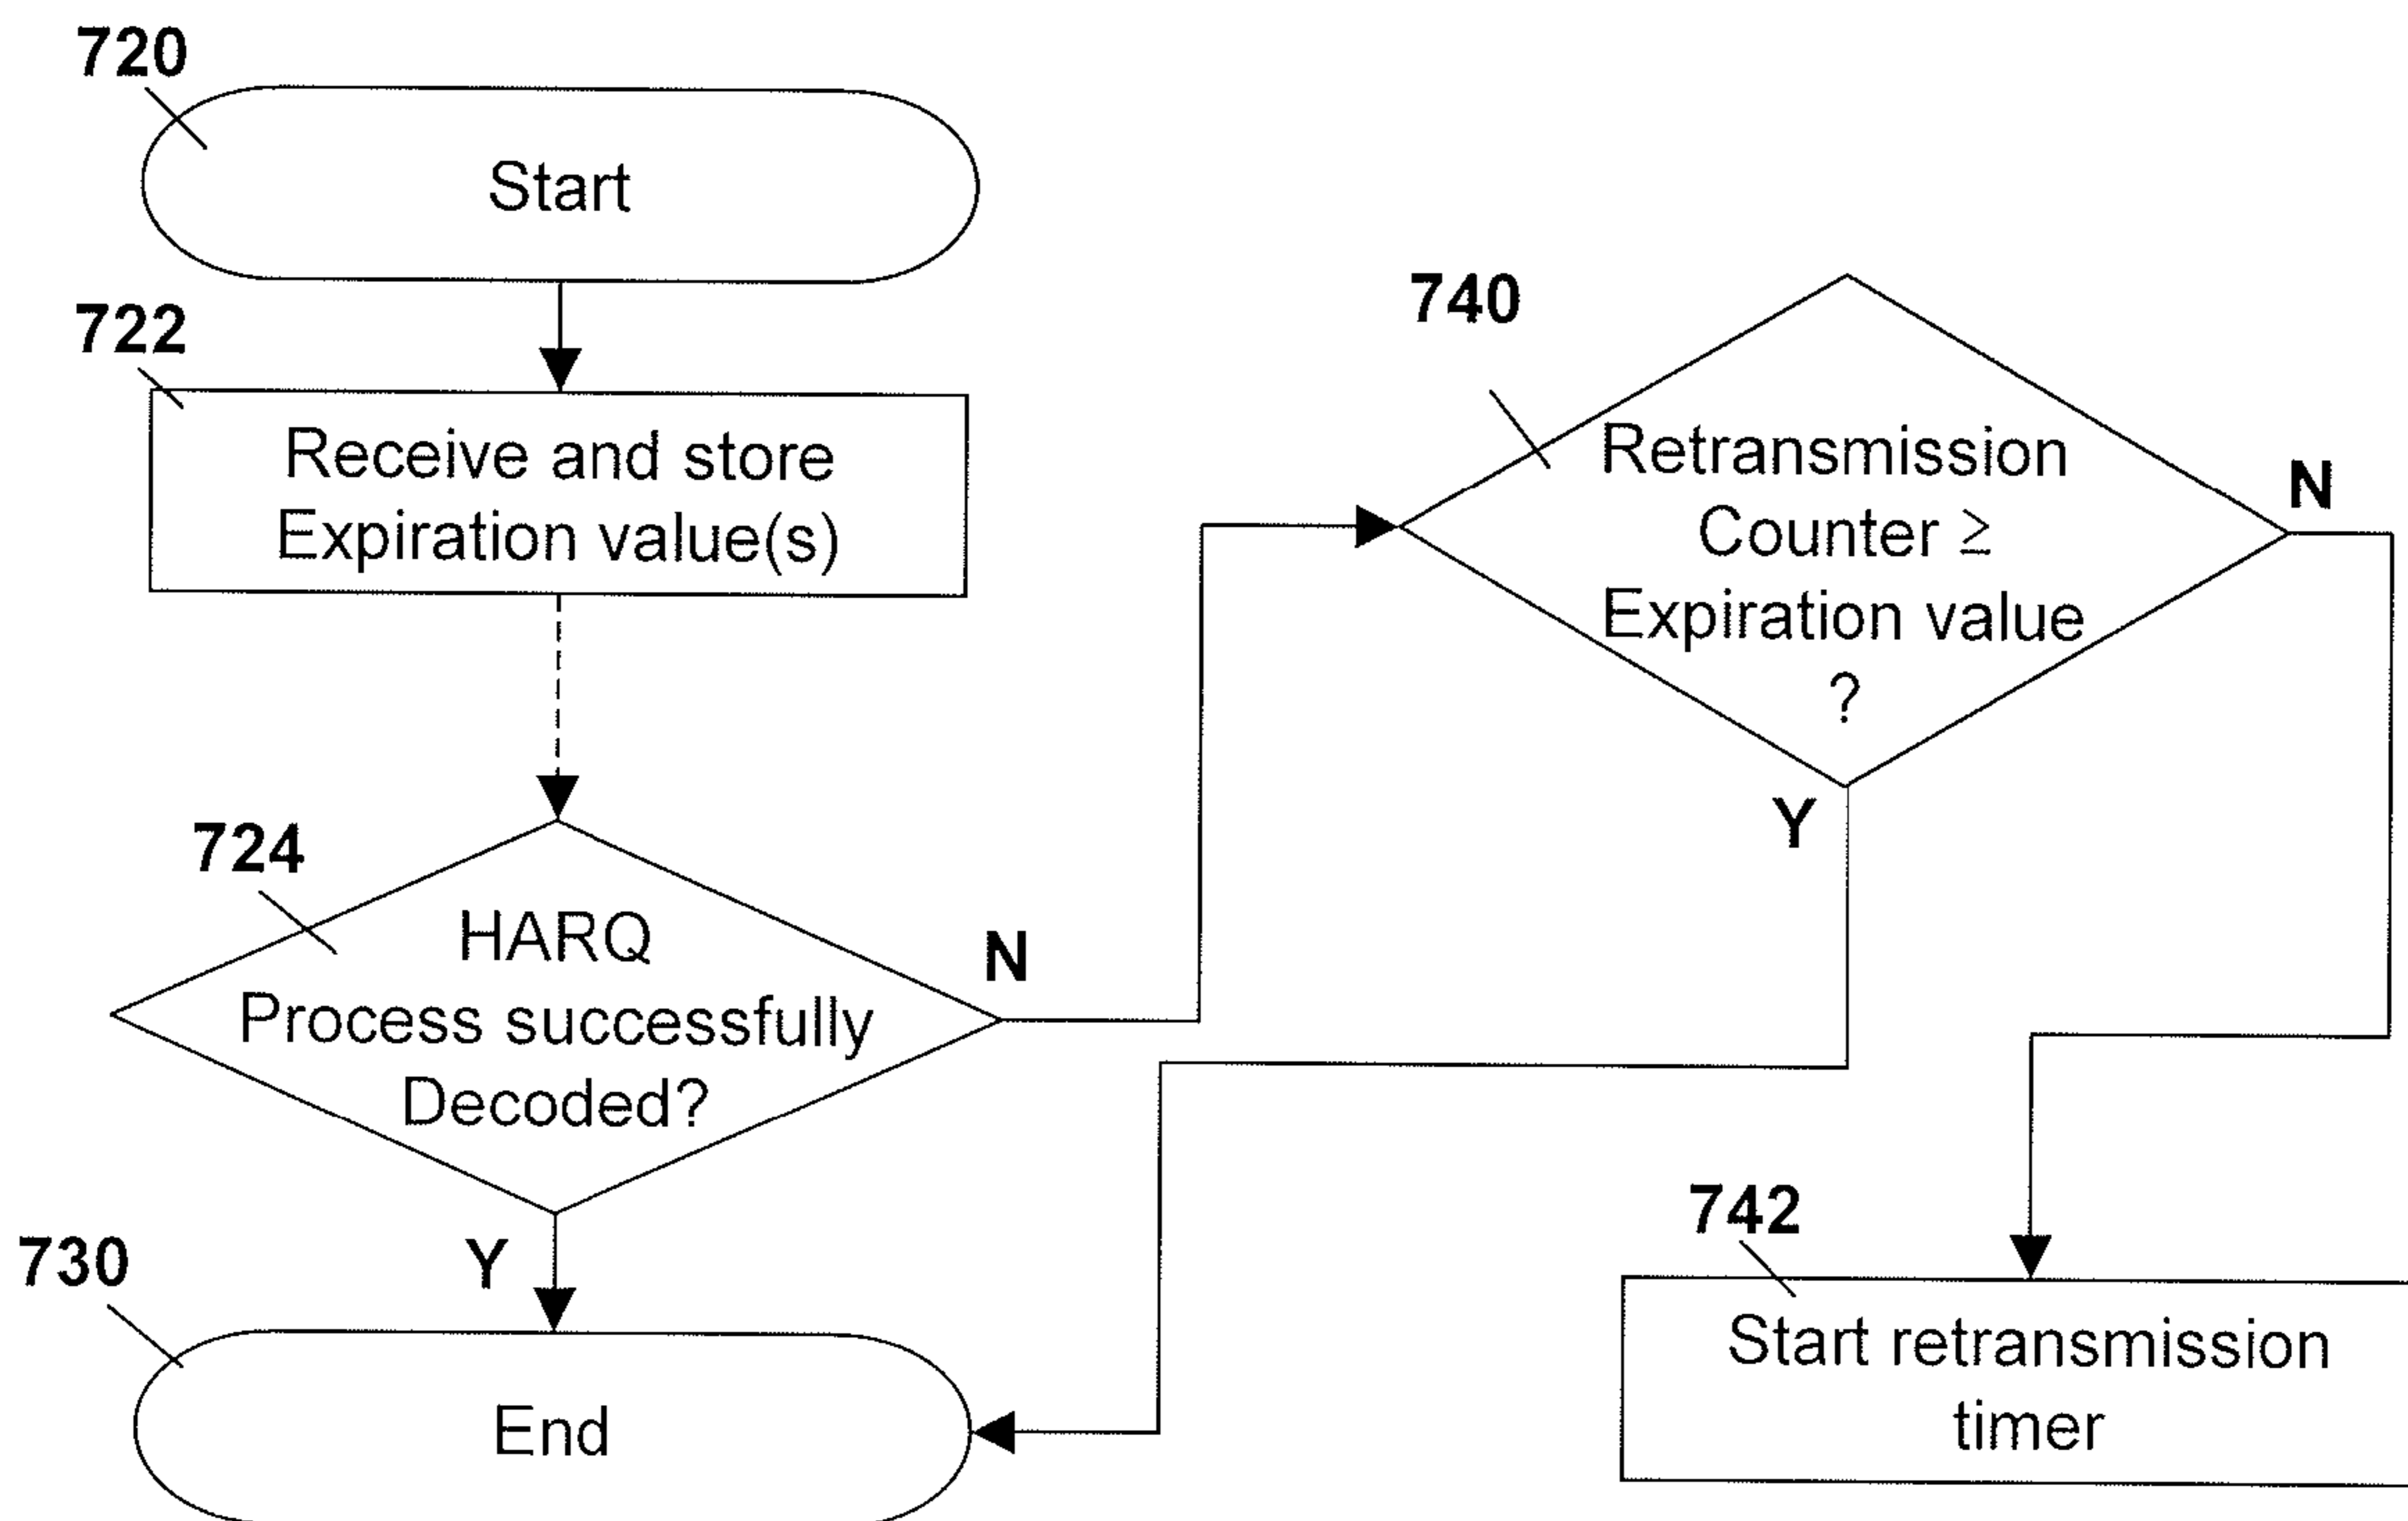 720
Start
722
Receive and store
Expiration value(s)
724
HARQ
Process successfully
Decoded?
N
Y
730
End
740
Retransmission
Counter ≥
Expiration value
?
N
Y
742
Start retransmission
timer